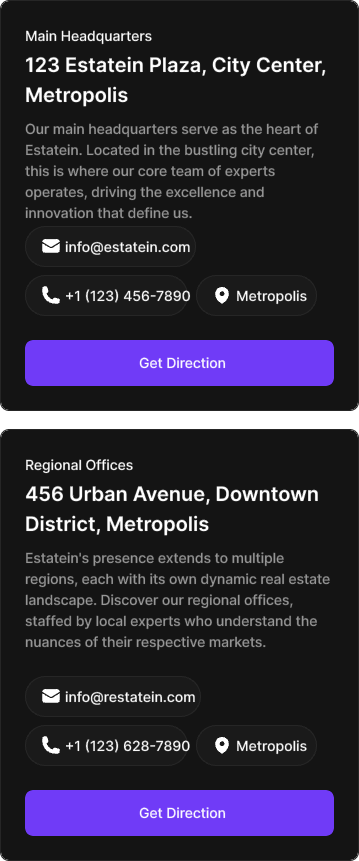 Main Headquarters
123 Estatein Plaza, City Center,
Metropolis
Our main headquarters serve as the heart of
Estatein. Located in the bustling city center,
this is where our core team of experts
operates, driving the excellence and
innovation that define us.
info@estatein.com
+1 (123) 456-7890 Metropolis
Get Direction
Regional Offices
456 Urban Avenue, Downtown
District, Metropolis
Estatein's presence extends to multiple
regions, each with its own dynamic real estate
landscape. Discover our regional offices,
staffed by local experts who understand the
nuances of their respective markets.
info@restatein.com
+1 (123) 628-7890 Metropolis
Get Direction